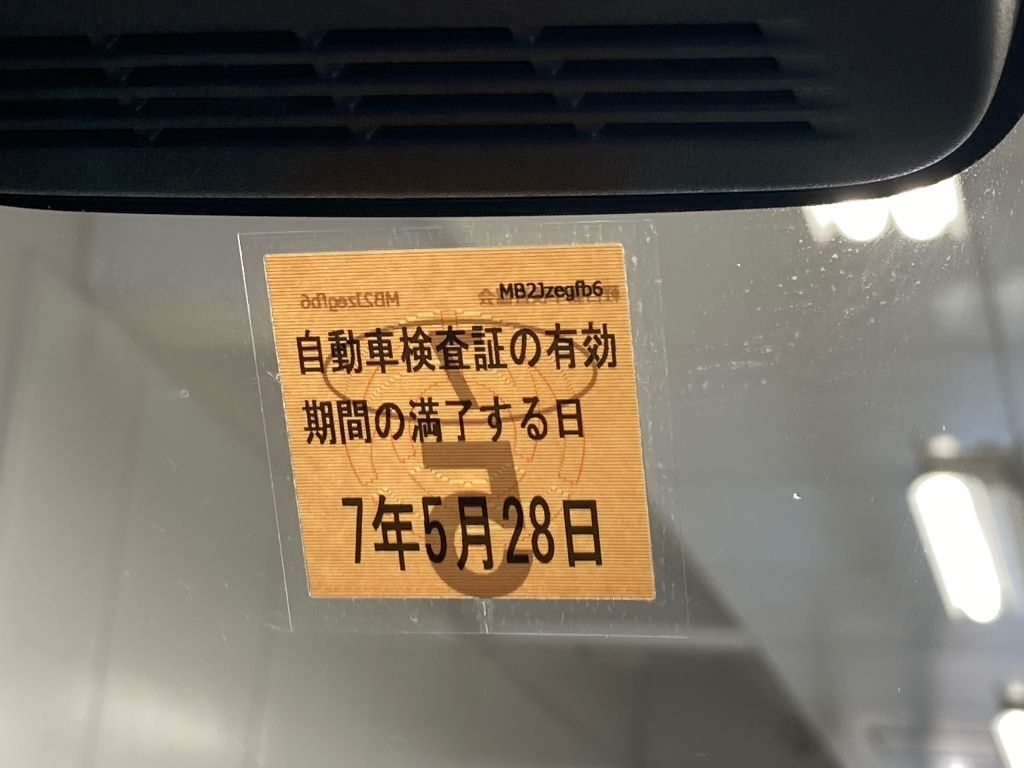 MB2Jzegfb6
自動車検査証の有効
期間の満了する日
7年5月28日